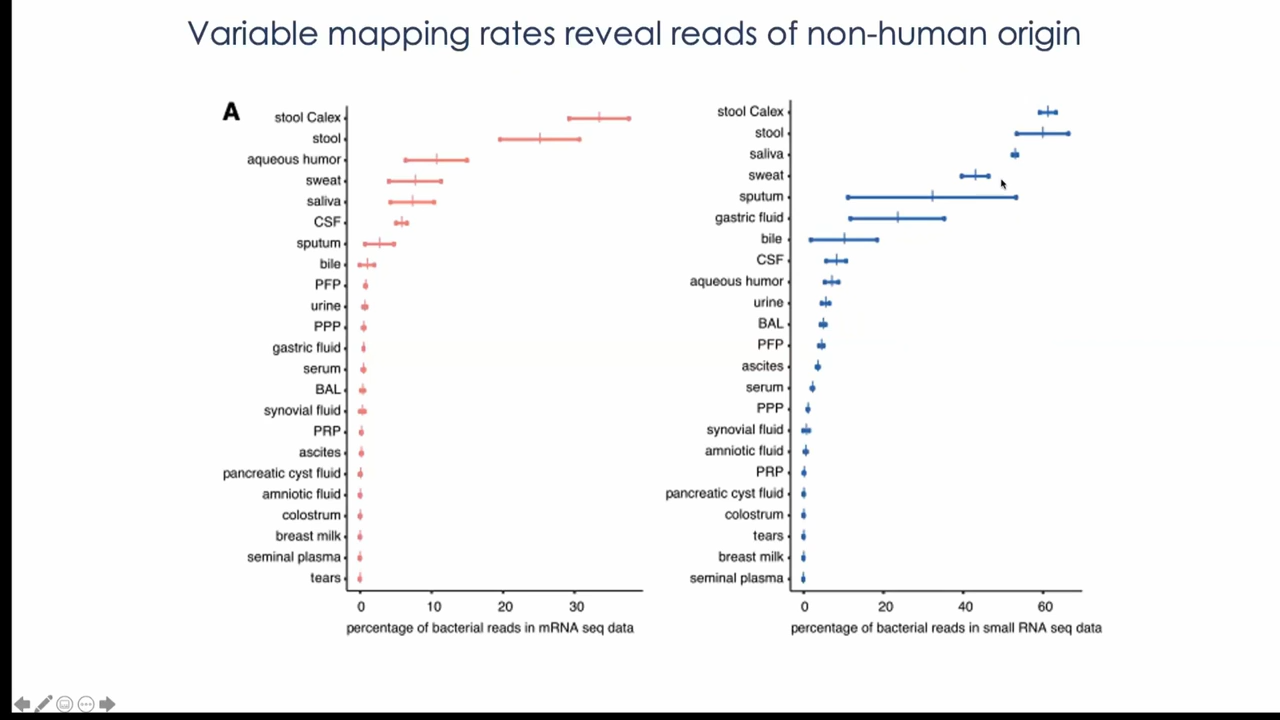 Variable mapping rates reveal reads of non-human origin
A
stool Calex
stool
aqueous humor
sweat
saliva
CSF
sputum
bile
PFP
urine
PPP
gastric fluid
serum
BAL
synovial fluid
PRP
ascites
pancreatic cyst fluid
amniotic fluid
colostrum
breast milk
seminal plasma
tears
0 10 20 30
percentage of bacterial reads in mRNA seq data
stool Calex
stool
saliva
sweat
sputum
gastric fluid
bile
CSF
aqueous humor
urine
BAL
PFP
ascites
serum
PPP
synovial fluid
amniotic fluid
PRP
pancreatic cyst fluid
colostrum
tears
breast milk
seminal plasma
0 20 40 60
percentage of bacterial reads in small RNA seq data